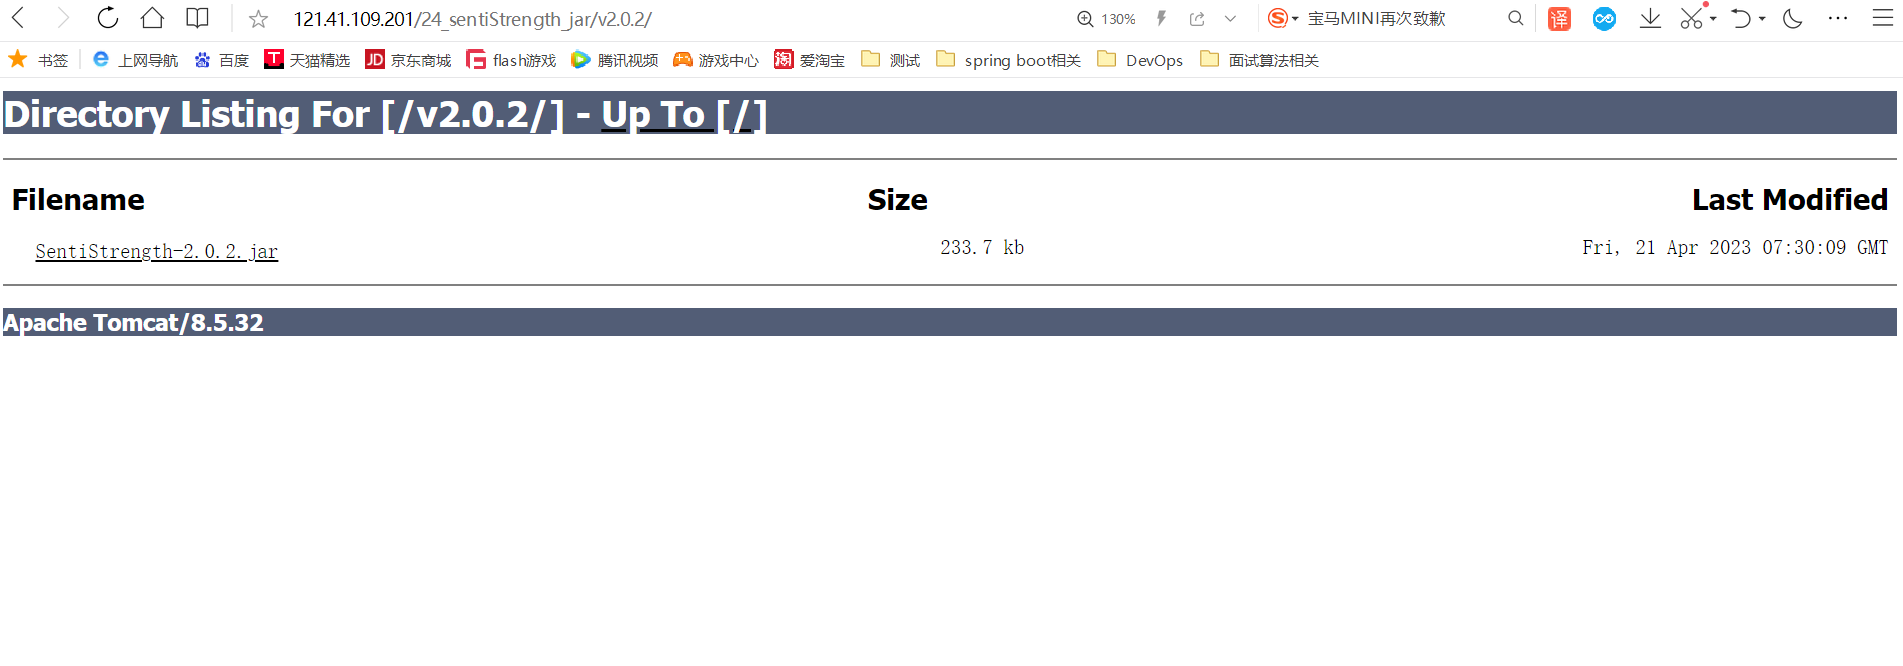 121.41.109.201/24_sentiStrength_jar/v2.0.2/ 130% 宝马MINI再次致歉 译
书签 上网导航 百度 T 天猫精选 JD 京东商城 flash游戏 腾讯视频 游戏中心 淘 爱淘宝 测试 spring boot相关 DevOps 面试算法相关
Directory Listing For [/v2.0.2/] - Up To [/]
Filename Size Last Modified
SentiStrength-2.0.2.jar 233.7 kb Fri, 21 Apr 2023 07:30:09 GMT
Apache Tomcat/8.5.32